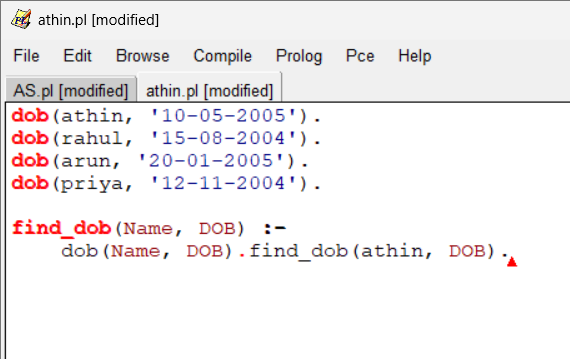 athin.pl [modified]
File Edit Browse Compile Prolog Pce Help
AS.pl [modified] athin.pl [modified]
dob(athin, '10-05-2005').
dob(rahul, '15-08-2004').
dob(arun, '20-01-2005').
dob(priya, '12-11-2004').
find_dob(Name, DOB) :-
    dob(Name, DOB).find_dob(athin, DOB).